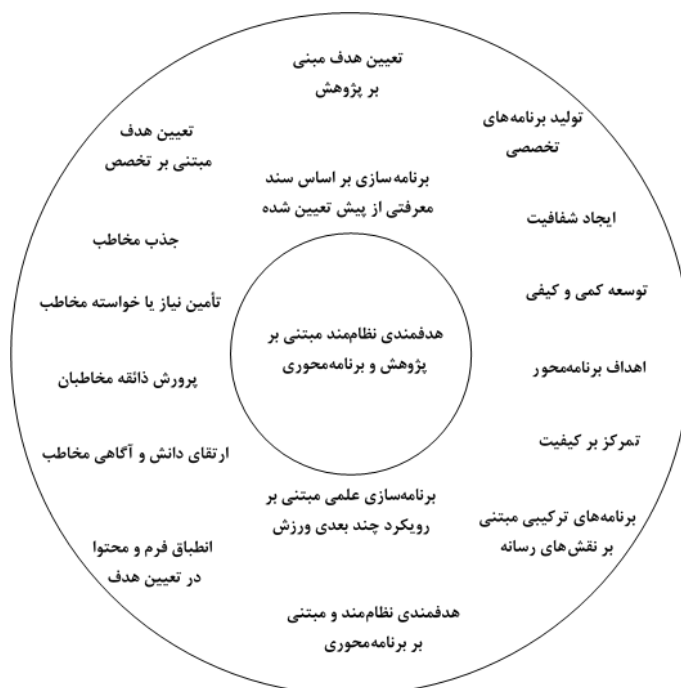 تعیین هدف مبنی
بر پژوهش
تولید برنامه‌های
تخصصی
تعیین هدف
مبتنی بر تخصص
برنامه‌سازی بر اساس سند
معرفتی از پیش تعیین شده
ایجاد شفافیت
جذب مخاطب
توسعه کمی و کیفی
تأمین نیاز یا خواسته مخاطب
هدفمندی نظام‌مند مبتنی بر
پژوهش و برنامه‌محوری
اهداف برنامه‌محور
پرورش ذائقه مخاطبان
تمرکز بر کیفیت
ارتقای دانش و آگاهی مخاطب
برنامه‌سازی علمی مبتنی بر
رویکرد چند بعدی ورزش
برنامه‌های ترکیبی مبتنی
بر نقش‌های رسانه
انطباق فرم و محتوا
در تعیین هدف
هدفمندی نظام‌مند و مبتنی
بر برنامه‌محوری